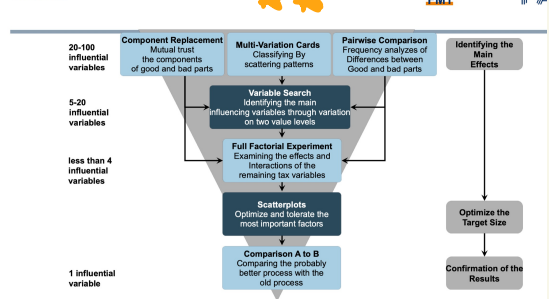 20-100
influential
variables
Component Replacement
Mutual trust
the components
of good and bad parts
Multi-Variation Cards
Classifying By
scattering patterns
Pairwise Comparison
Frequency analyzes of
Differences between
Good and bad parts
Identifying the
Main
Effects
5-20
influential
variables
Variable Search
Identifying the main
influencing variables through variation
on two value levels
less than 4
influential
variables
Full Factorial Experiment
Examining the effects and
Interactions of the
remaining tax variables
Scatterplots
Optimize and tolerate the
most important factors
Optimize the
Target Size
1 influential
variable
Comparison A to B
Comparing the probably
better process with the
old process
Confirmation of the
Results